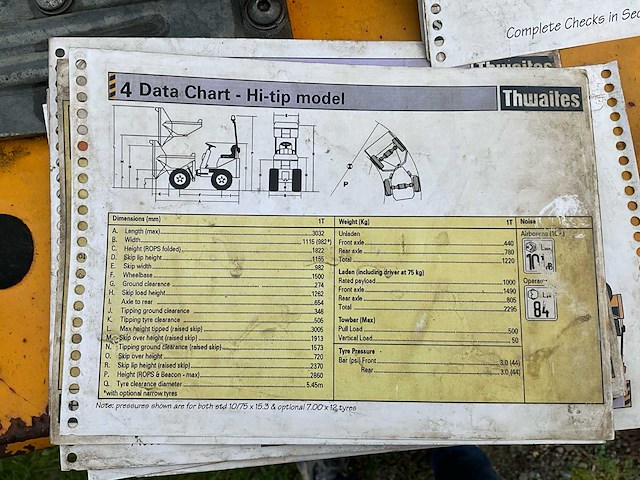 Complete Checks in Sec
Thwaites
4 Data Chart - Hi-tip model
Thwaites
P
Dimensions (mm) 1T
A. Length (max) 3032
B. Width 1115 (982*)
C. Height (ROPS folded) 1822
D. Skip lip height 1155
E. Skip width 982
F. Wheelbase 1500
G. Ground clearance 274
H. Skip load height 1262
I. Axle to rear 654
J. Tipping ground clearance 346
K. Tipping tyre clearance 505
L. Max height tipped (raised skip) 3005
M. Skip over height (raised skip) 1913
N. Tipping ground clearance (raised skip) 1573
O. Skip over height 720
R. Skip lip height (raised skip) 2370
P. Height (ROPS & Beacon - max) 2860
Q. Tyre clearance diameter 5.45m
*with optional narrow tyres
Weight (Kg) 1T
Unladen
Front axle 440
Rear axle 780
Total 1220
Laden (including driver at 75 kg)
Rated payload 1000
Front axle 1490
Rear axle 805
Total 2295
Towbar (Max)
Pull Load 500
Vertical Load 50
Tyre Pressure
Bar (psi) Front 3.0 (44)
Rear 3.0 (44)
Noise
Airborne
dB
Operator
84
Note: pressures shown are for both std 10/75 x 15.3 & optional 7.00 x 12 tyres